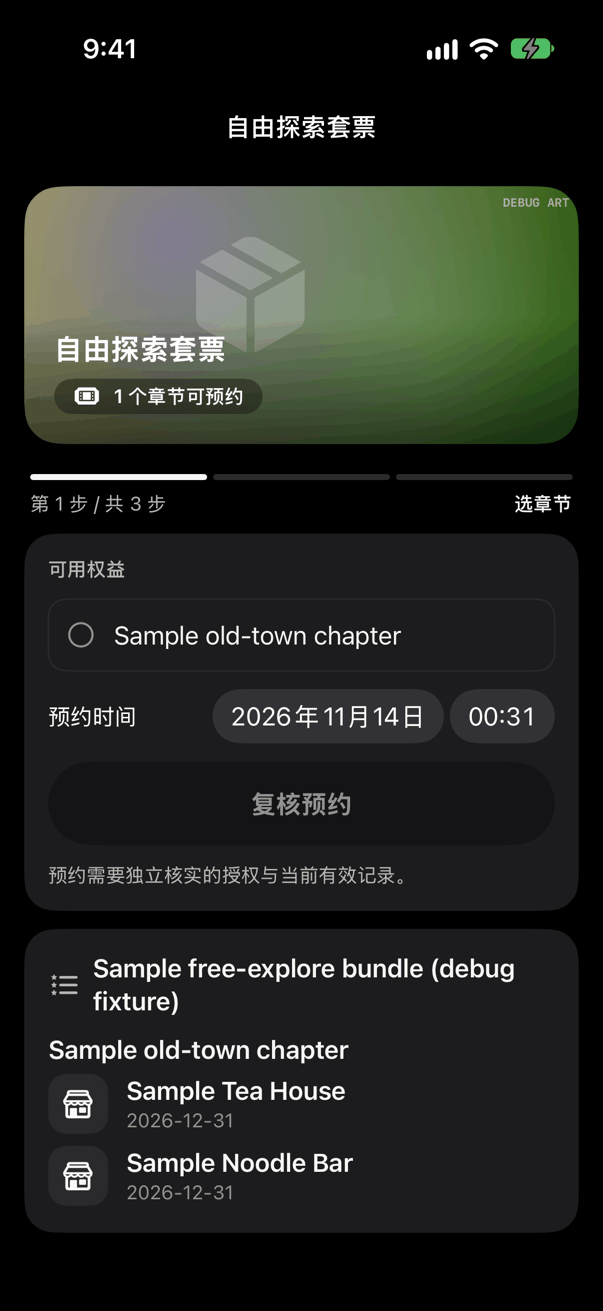 9:41
自由探索套票
DEBUG ART
自由探索套票
1 个章节可预约
第 1 步 / 共 3 步
选章节
可用权益
Sample old-town chapter
预约时间
2026年11月14日
00:31
复核预约
预约需要独立核实的授权与当前有效记录。
Sample free-explore bundle (debug
fixture)
Sample old-town chapter
Sample Tea House
2026-12-31
Sample Noodle Bar
2026-12-31